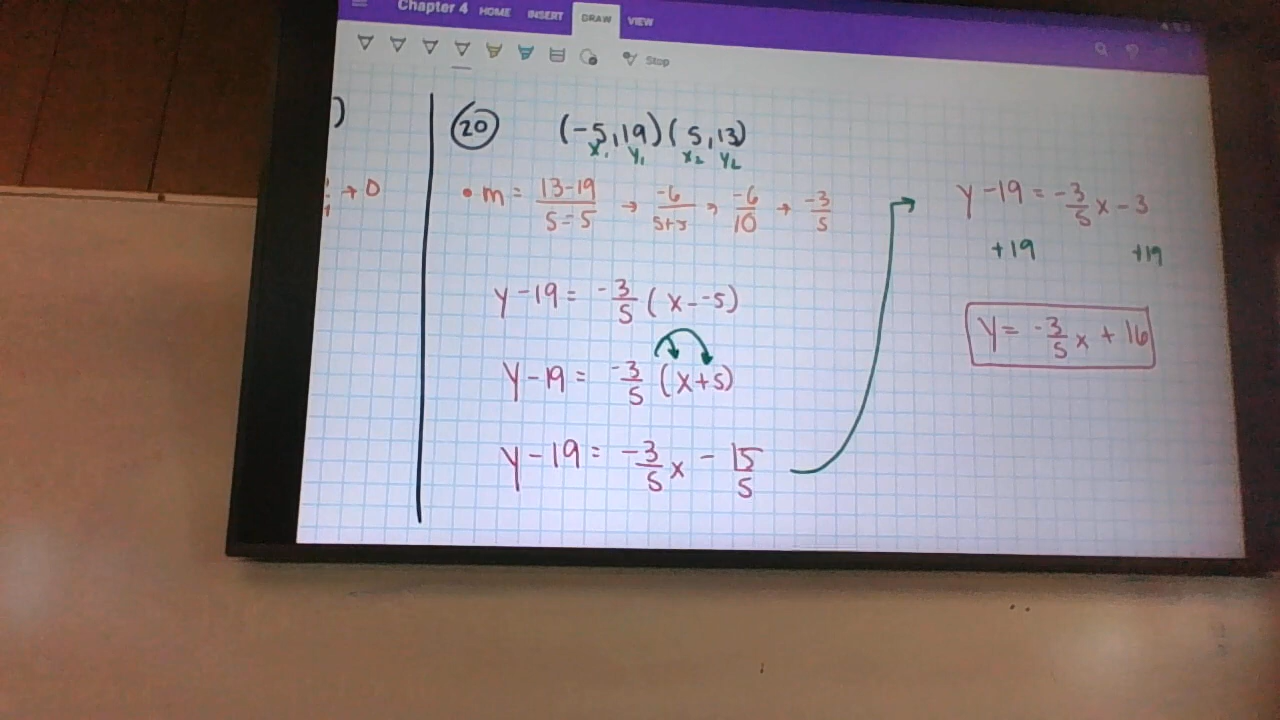 Chapter 4 HOME INSERT DRAW VIEW
Stop
)
→ 0
20 (-5,19)(5,13)
x₁ y₁ x₂ y₂
• m = 13-19/5--5 → -6/5+5 → -6/10 → -3/5
y-19 = -3/5 (x--5)
y-19 = -3/5 (x+5)
y-19 = -3/5 x - 15/5
y-19 = -3/5 x - 3
+19 +19
y = -3/5 x + 16